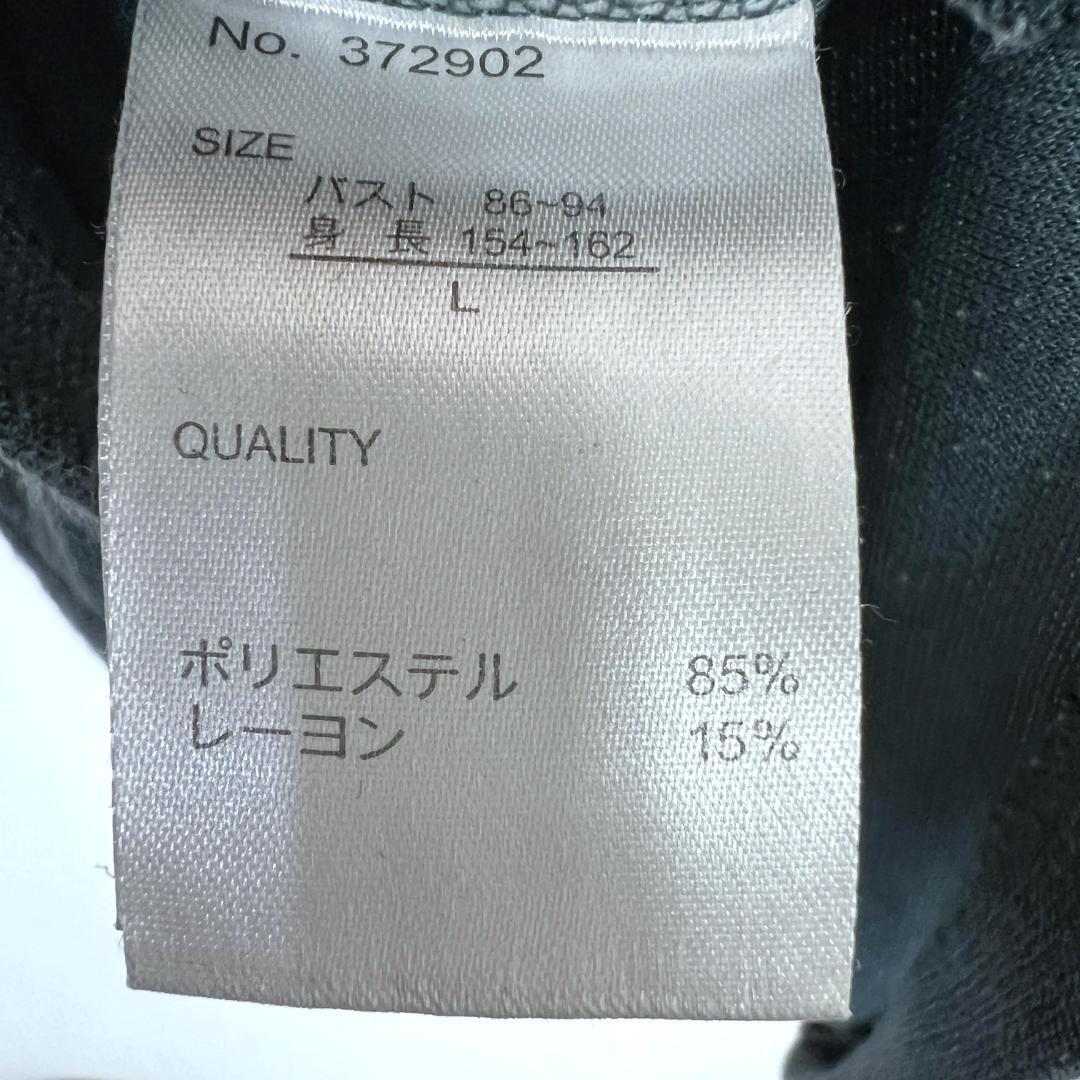 No. 372902
SIZE
バスト 86~94
身 長 154~162
L
QUALITY
ポリエステル 85%
レーヨン 15%